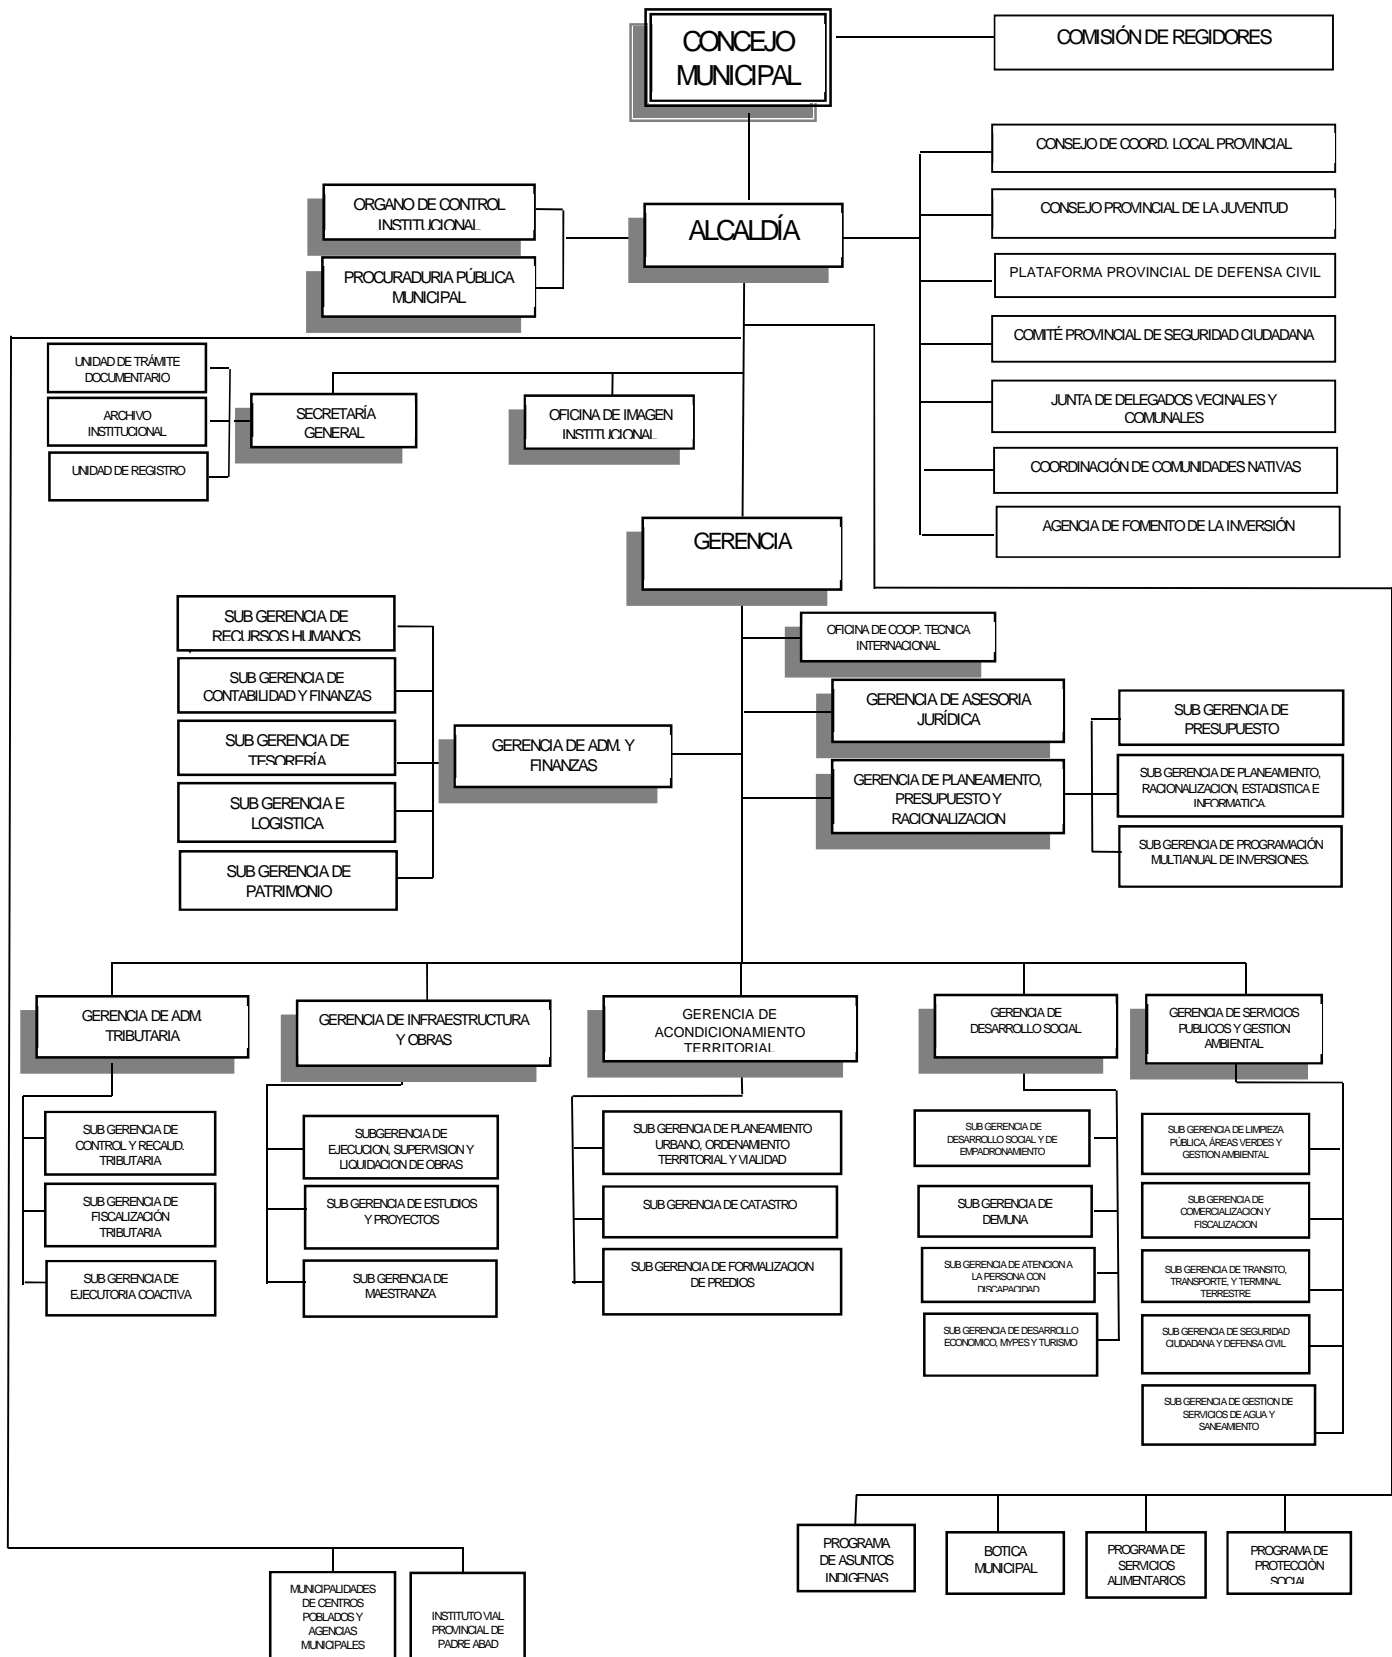 CONCEJO
MUNICIPAL
COMISIÓN DE REGIDORES
CONSEJO DE COORD. LOCAL PROVINCIAL
CONSEJO PROVINCIAL DE LA JUVENTUD
PLATAFORMA PROVINCIAL DE DEFENSA CIVIL
COMITÉ PROVINCIAL DE SEGURIDAD CIUDADANA
JUNTA DE DELEGADOS VECINALES Y
COMUNALES
COORDINACIÓN DE COMUNIDADES NATIVAS
AGENCIA DE FOMENTO DE LA INVERSIÓN
ORGANO DE CONTROL
INSTITUCIONAL
PROCURADURIA PÚBLICA
MUNICIPAL
ALCALDÍA
UNIDAD DE TRÁMITE
DOCUMENTARIO
ARCHIVO
INSTITUCIONAL
UNIDAD DE REGISTRO
SECRETARÍA
GENERAL
OFICINA DE IMAGEN
INSTITUCIONAL
GERENCIA
SUB GERENCIA DE
RECURSOS HUMANOS
SUB GERENCIA DE
CONTABILIDAD Y FINANZAS
SUB GERENCIA DE
TESORERÍA
SUB GERENCIA E
LOGISTICA
SUB GERENCIA DE
PATRIMONIO
GERENCIA DE ADM. Y
FINANZAS
OFICINA DE COOP. TECNICA
INTERNACIONAL
GERENCIA DE ASESORIA
JURÍDICA
GERENCIA DE PLANEAMIENTO,
PRESUPUESTO Y
RACIONALIZACION
SUB GERENCIA DE
PRESUPUESTO
SUB GERENCIA DE PLANEAMIENTO,
RACIONALIZACION, ESTADISTICA E
INFORMATICA
SUB GERENCIA DE PROGRAMACIÓN
MULTIANUAL DE INVERSIONES.
GERENCIA DE ADM.
TRIBUTARIA
SUB GERENCIA DE
CONTROL Y RECAUD.
TRIBUTARIA
SUB GERENCIA DE
FISCALIZACIÓN
TRIBUTARIA
SUB GERENCIA DE
EJECUTORIA COACTIVA
GERENCIA DE INFRAESTRUCTURA
Y OBRAS
SUBGERENCIA DE
EJECUCION, SUPERVISION Y
LIQUIDACION DE OBRAS
SUB GERENCIA DE ESTUDIOS
Y PROYECTOS
SUB GERENCIA DE
MAESTRANZA
GERENCIA DE
ACONDICIONAMIENTO
TERRITORIAL
SUB GERENCIA DE PLANEAMIENTO
URBANO, ORDENAMIENTO
TERRITORIAL Y VIALIDAD
SUB GERENCIA DE CATASTRO
SUB GERENCIA DE FORMALIZACION
DE PREDIOS
GERENCIA DE
DESARROLLO SOCIAL
SUB GERENCIA DE
DESARROLLO SOCIAL Y DE
EMPADRONAMIENTO
SUB GERENCIA DE
DEMUNA
SUB GERENCIA DE ATENCION A
LA PERSONA CON
DISCAPACIDAD
SUB GERENCIA DE DESARROLLO
ECONOMICO, MYPES Y TURISMO
GERENCIA DE SERVICIOS
PUBLICOS Y GESTION
AMBIENTAL
SUB GERENCIA DE LIMPIEZA
PÚBLICA, ÁREAS VERDES Y
GESTION AMBIENTAL
SUB GERENCIA DE
COMERCIALIZACION Y
FISCALIZACION
SUB GERENCIA DE TRANSITO,
TRANSPORTE, Y TERMINAL
TERRESTRE
SUB GERENCIA DE SEGURIDAD
CIUDADANA Y DEFENSA CIVIL
SUB GERENCIA DE GESTION DE
SERVICIOS DE AGUA Y
SANEAMIENTO
PROGRAMA
DE ASUNTOS
INDIGENAS
BOTICA
MUNICIPAL
PROGRAMA DE
SERVICIOS
ALIMENTARIOS
PROGRAMA DE
PROTECCIÒN
SOCIAL
MUNICIPALIDADES
DE CENTROS
POBLADOS Y
AGENCIAS
MUNICIPALES
INSTITUTO VIAL
PROVINCIAL DE
PADRE ABAD